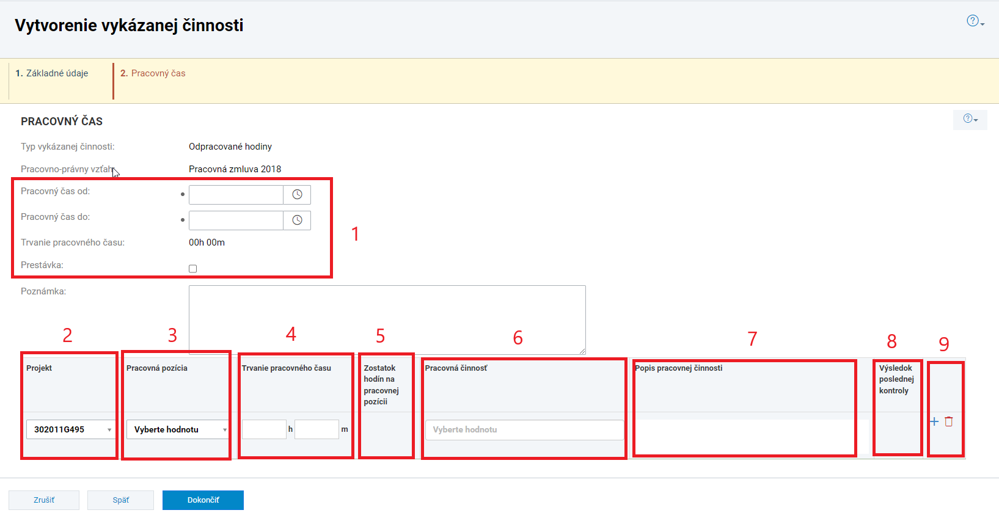 Vytvorenie vykázanej činnosti
1. Základné údaje
2. Pracovný čas
PRACOVNÝ ČAS
Typ vykázanej činnosti: Odpracované hodiny
Pracovno-právny vzťah Pracovná zmluva 2018
Pracovný čas od:
Pracovný čas do:
1
Trvanie pracovného času: 00h 00m
Prestávka:
Poznámka:
2 3 4 5 6 7 8 9
Projekt
Pracovná pozícia
Trvanie pracovného času
Zostatok
hodín na
pracovnej
pozícii
Pracovná činnosť
Popis pracovnej činnosti
Výsledok
poslednej
kontroly
302011G495 Vyberte hodnotu h m Vyberte hodnotu
Zrušiť Späť Dokončiť